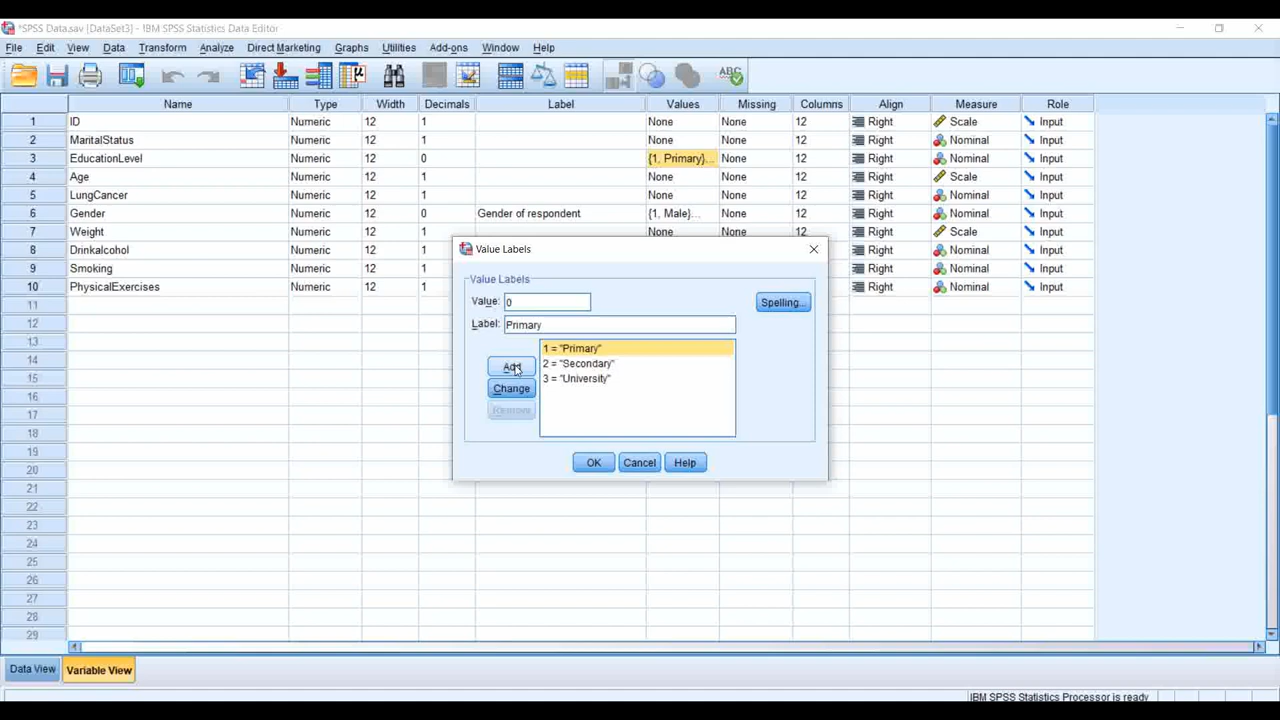 *SPSS Data.sav [DataSet3] - IBM SPSS Statistics Data Editor
File Edit View Data Transform Analyze Direct Marketing Graphs Utilities Add-ons Window Help
Name Type Width Decimals Label Values Missing Columns Align Measure Role
1 ID Numeric 12 1 None None 12 Right Scale Input
2 MaritalStatus Numeric 12 1 None None 12 Right Nominal Input
3 EducationLevel Numeric 12 0 {1, Primary}... None 12 Right Nominal Input
4 Age Numeric 12 1 None None 12 Right Scale Input
5 LungCancer Numeric 12 1 None None 12 Right Nominal Input
6 Gender Numeric 12 0 Gender of respondent {1, Male}... None 12 Right Nominal Input
7 Weight Numeric 12 1 None None 12 Right Scale Input
8 Drinkalcohol Numeric 12 1 Right Nominal Input
9 Smoking Numeric 12 1 Right Nominal Input
10 PhysicalExercises Numeric 12 1 Right Nominal Input
11
12
13
14
15
16
17
18
19
20
21
22
23
24
25
26
27
28
29
Value Labels
Value Labels
Value: 0
Spelling...
Label: Primary
1 = "Primary"
2 = "Secondary"
3 = "University"
Add
Change
Remove
OK Cancel Help
Data View Variable View
IBM SPSS Statistics Processor is ready